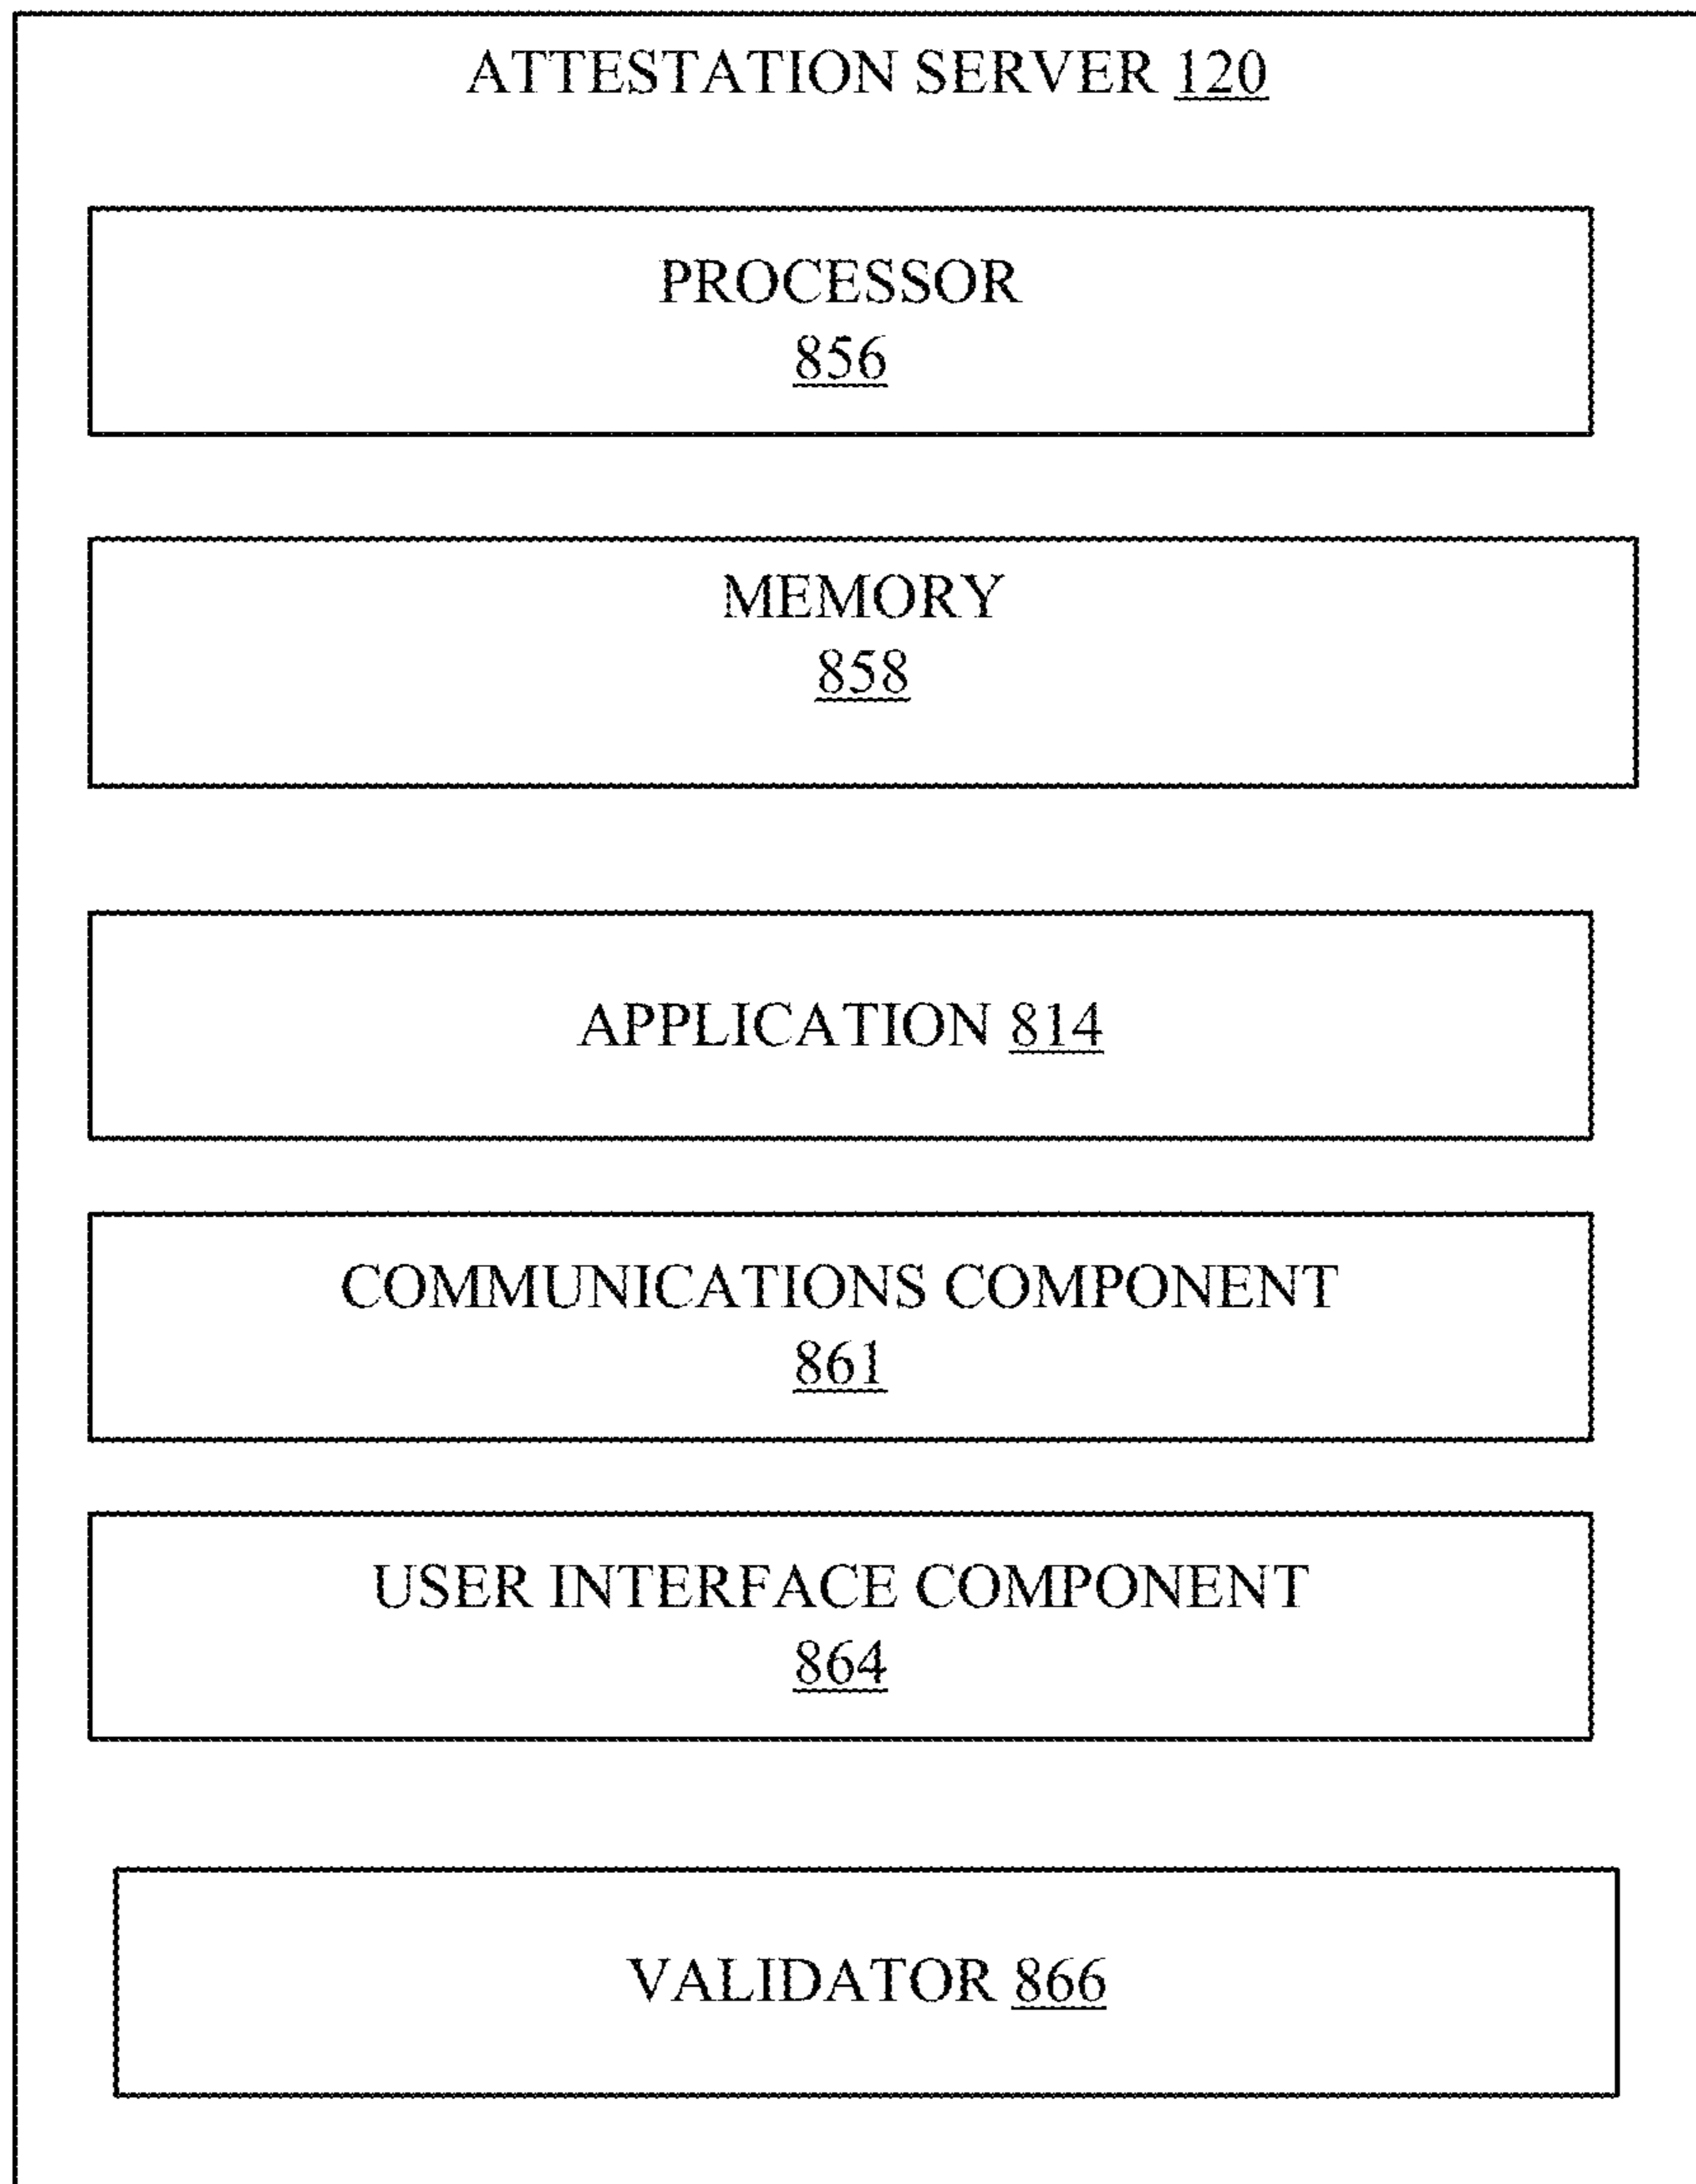 ATTESTATION SERVER 120
PROCESSOR
856
MEMORY
858
APPLICATION 814
COMMUNICATIONS COMPONENT
861
USER INTERFACE COMPONENT
864
VALIDATOR 866